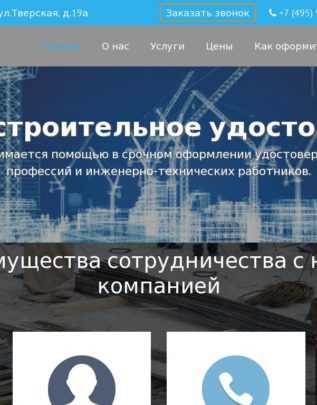 ул.Тверская, д.19а Заказать звонок +7 (495)
Главная О нас Услуги Цены Как оформит
строительное удосто
имается помощью в срочном оформлении удостовер
профессий и инженерно-технических работников.
мущества сотрудничества с н
компанией